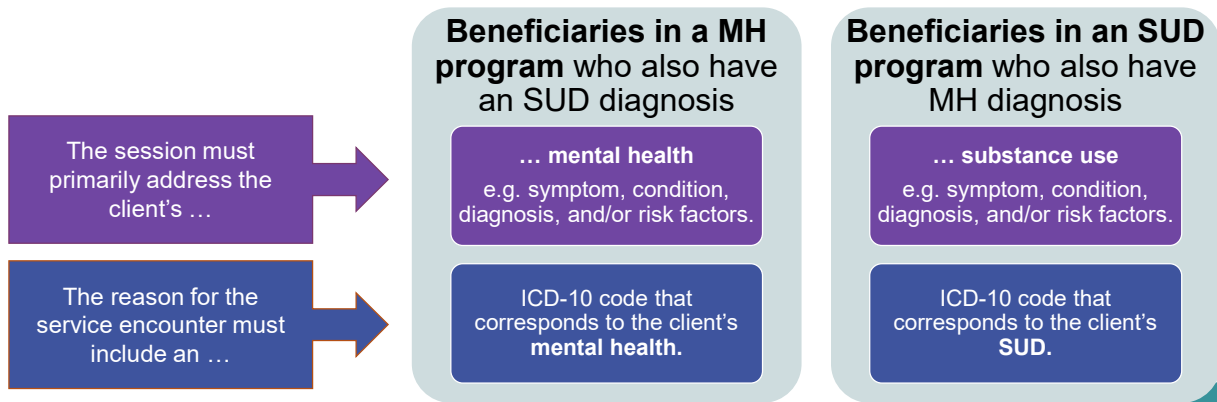 Beneficiaries in a MH
program who also have
an SUD diagnosis
Beneficiaries in an SUD
program who also have
MH diagnosis
The session must
primarily address the
client's …
… mental health
e.g. symptom, condition,
diagnosis, and/or risk factors.
… substance use
e.g. symptom, condition,
diagnosis, and/or risk factors.
The reason for the
service encounter must
include an …
ICD-10 code that
corresponds to the client's
mental health.
ICD-10 code that
corresponds to the client's
SUD.